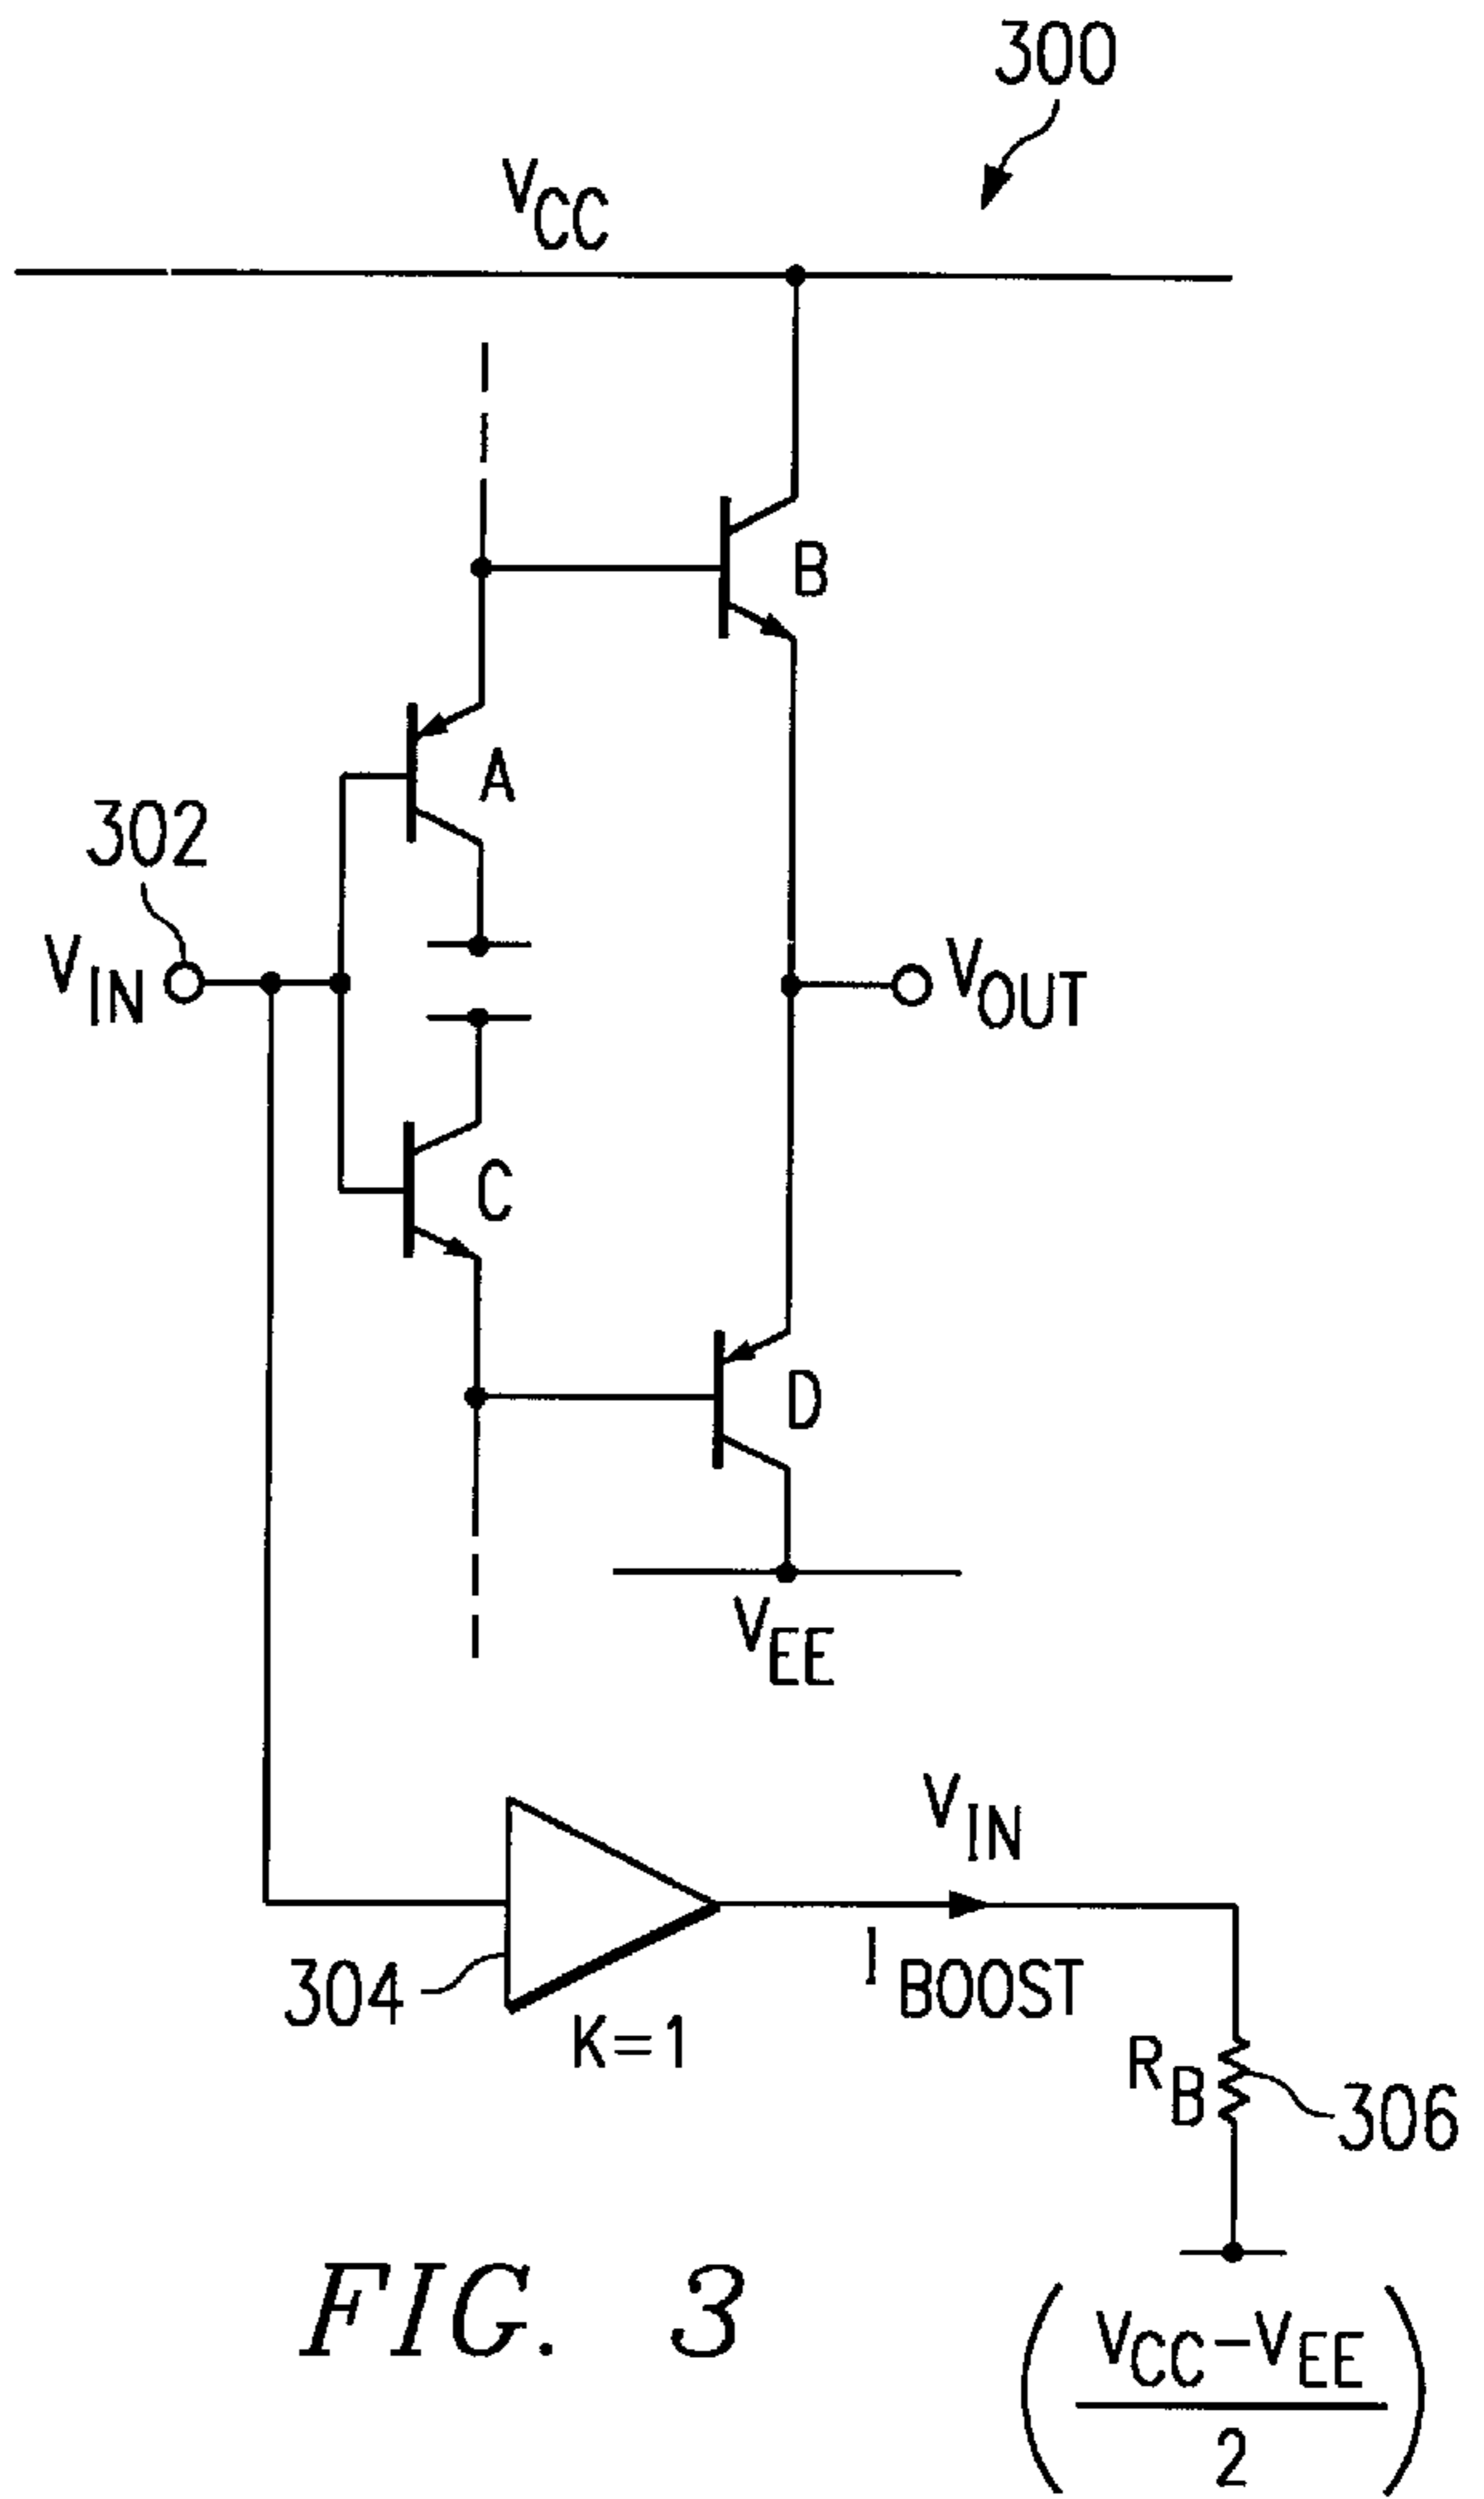 300
VCC
B
A
302
VIN
VOUT
C
D
VEE
VIN
IBOOST
304
K=1
RB
306
FIG. 3
(VCC-VEE
2)